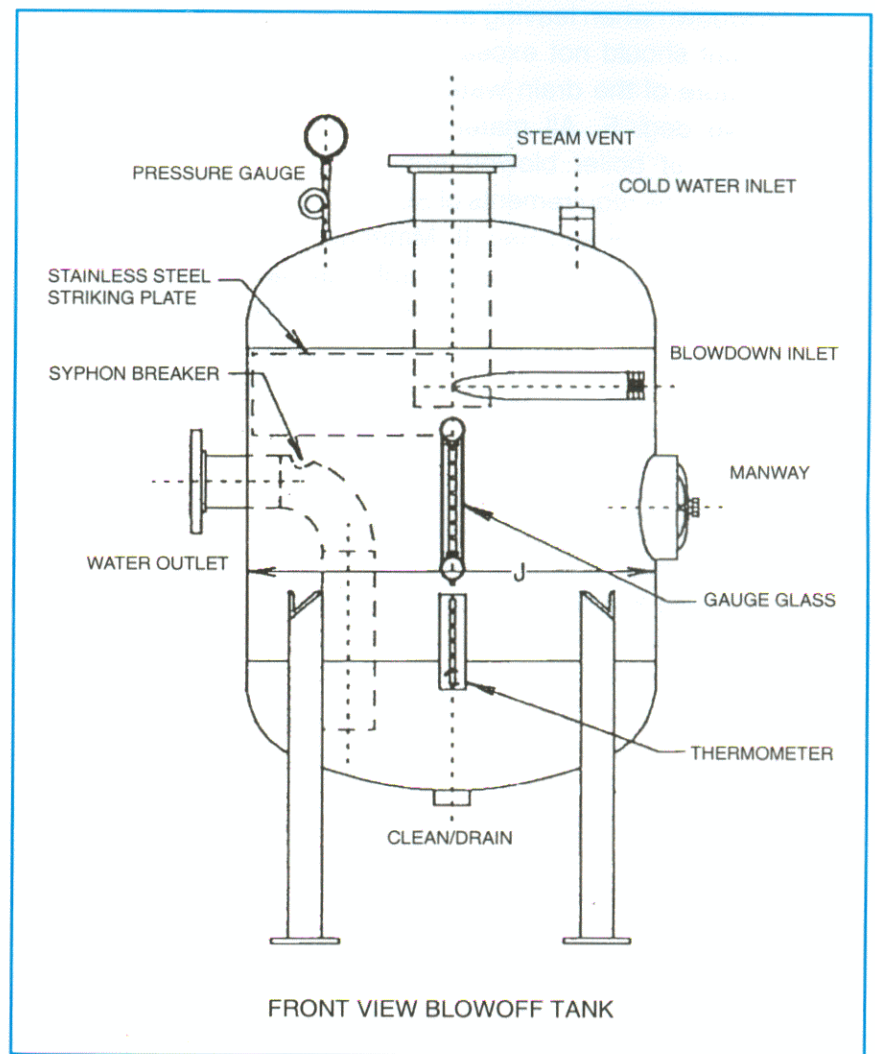 STEAM VENT
PRESSURE GAUGE
COLD WATER INLET
STAINLESS STEEL
STRIKING PLATE
BLOWDOWN INLET
SYPHON BREAKER
MANWAY
WATER OUTLET
J
GAUGE GLASS
THERMOMETER
CLEAN/DRAIN
FRONT VIEW BLOWOFF TANK